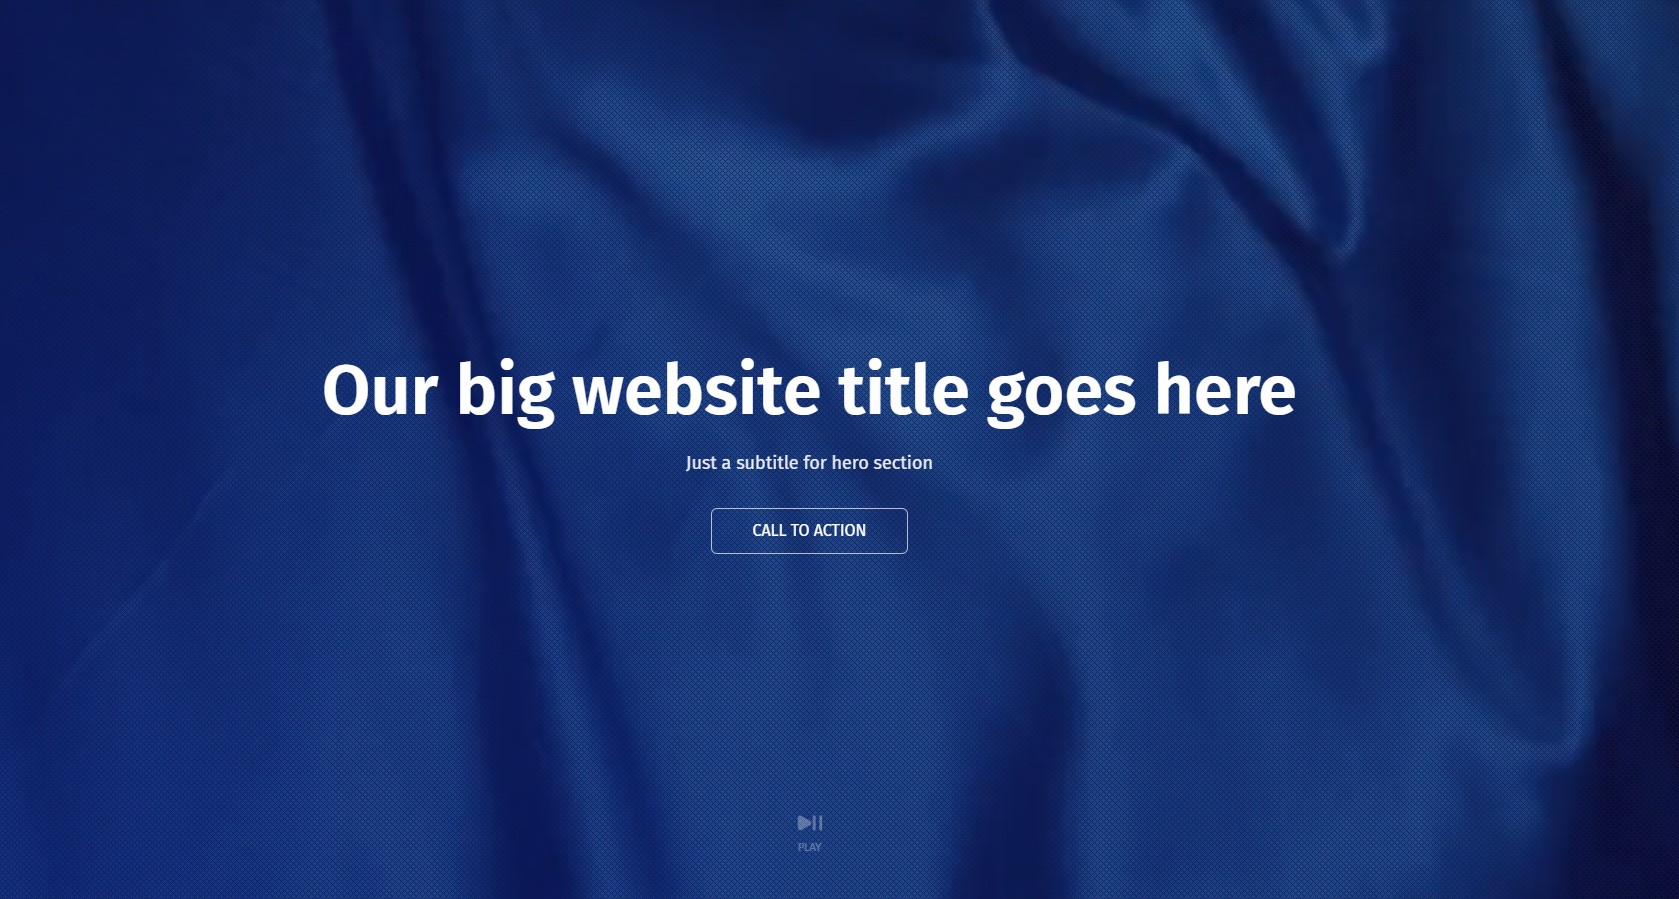 Our big website title goes here
Just a subtitle for hero section
CALL TO ACTION
PLAY